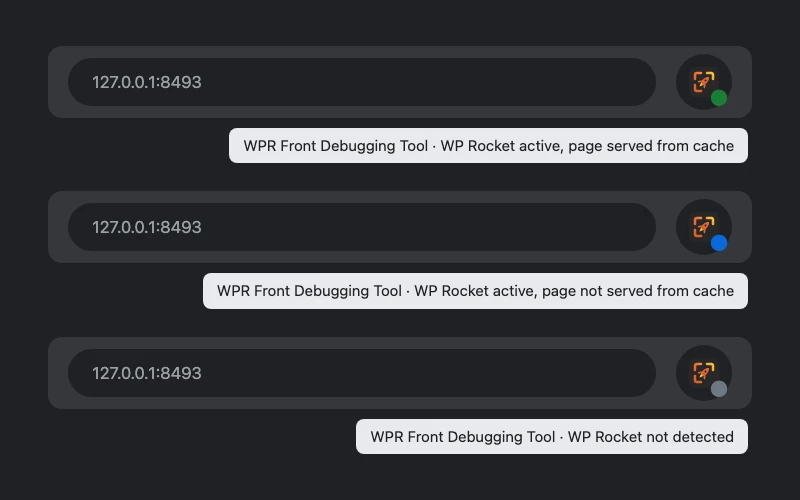 127.0.0.1:8493
WPR Front Debugging Tool · WP Rocket active, page served from cache
127.0.0.1:8493
WPR Front Debugging Tool · WP Rocket active, page not served from cache
127.0.0.1:8493
WPR Front Debugging Tool · WP Rocket not detected